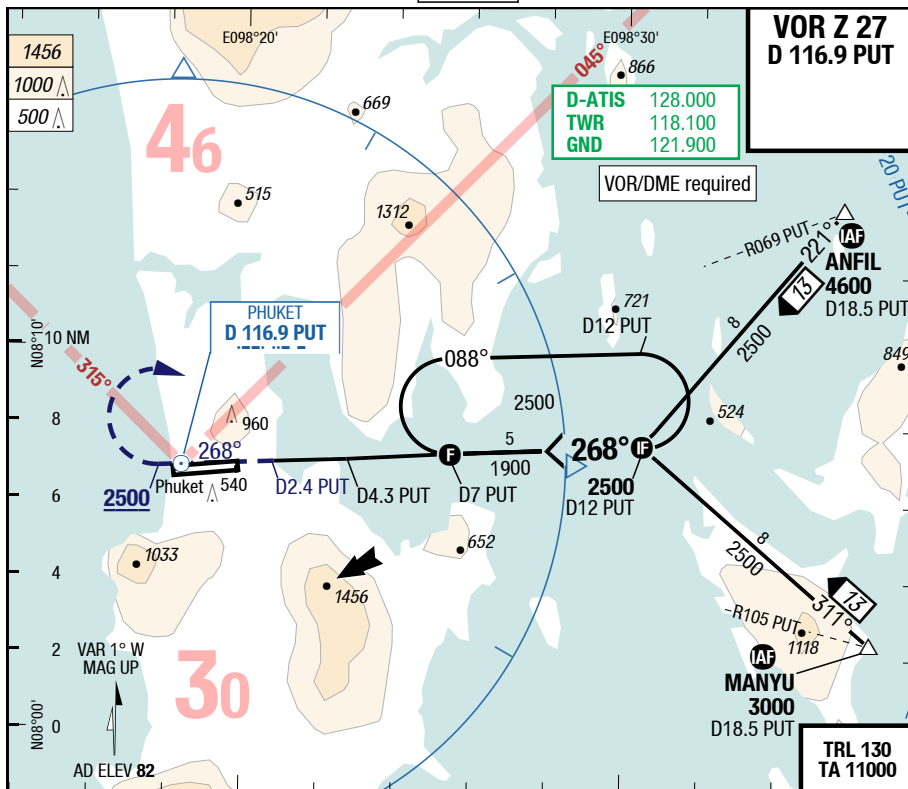 VOR Z 27
D 116.9 PUT
1456
1000
500
E098°20'
E098°30'
045°
866
D-ATIS 128.000
TWR 118.100
GND 121.900
VOR/DME required
669
46
515
1312
20 PUT
R069 PUT
221°
IAF
ANFIL
4600
D18.5 PUT
13
8
2500
721
D12 PUT
PHUKET
D 116.9 PUT
N08°10'
10 NM
315°
088°
849
2500
524
8
960
268°
5
1900
268°
F
IF
2500
D12 PUT
2500
Phuket
540
D2.4 PUT
D4.3 PUT
D7 PUT
6
652
1033
4
1456
8
2500
13
311°
R105 PUT
1118
IAF
MANYU
3000
D18.5 PUT
2
VAR 1° W
MAG UP
30
N08°00'
0
AD ELEV 82
TRL 130
TA 11000